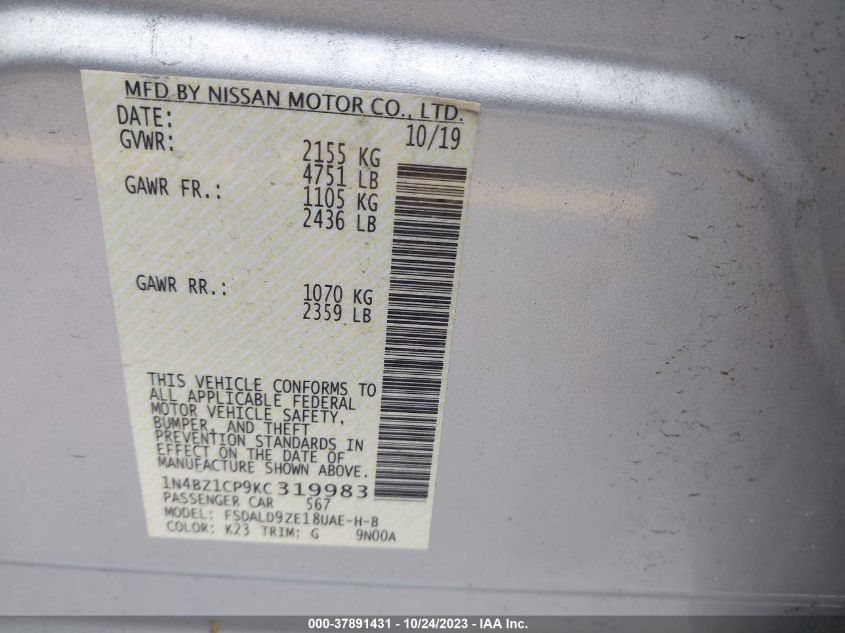 MFD BY NISSAN MOTOR CO., LTD.
DATE: 10/19
GVWR: 2155 KG
4751 LB
GAWR FR.: 1105 KG
2436 LB
GAWR RR.: 1070 KG
2359 LB
THIS VEHICLE CONFORMS TO
ALL APPLICABLE FEDERAL
MOTOR VEHICLE SAFETY,
BUMPER, AND THEFT
PREVENTION STANDARDS IN
EFFECT ON THE DATE OF
MANUFACTURE SHOWN ABOVE.
1N4BZ1CP9KC 319983
PASSENGER CAR 567
MODEL: FSDALD9ZE18UAE-H-B
COLOR: K23 TRIM: G 9N00A
000-37891431 - 10/24/2023 - IAA Inc.